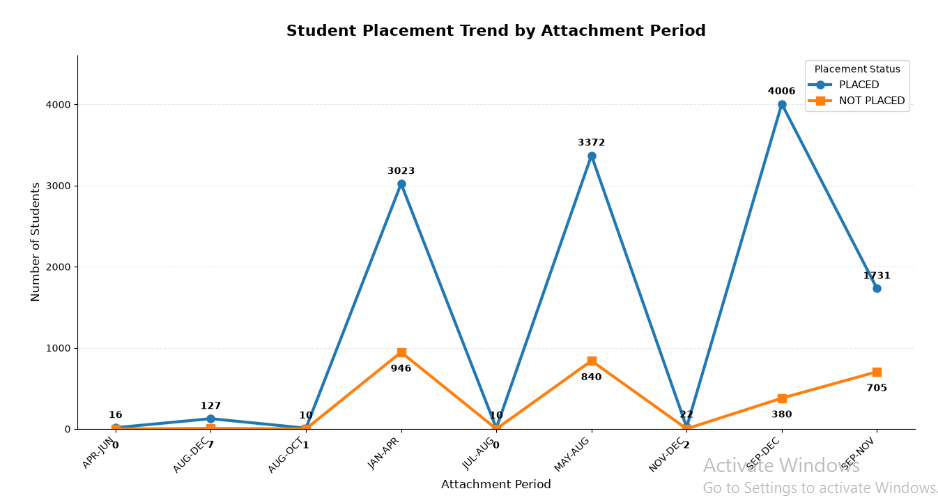 Student Placement Trend by Attachment Period
Placement Status
PLACED
NOT PLACED
Number of Students
4000
3000
2000
1000
0
16
127
10
3023
10
3372
22
4006
1731
0
7
1
946
0
840
2
380
705
APR-JUN
AUG-DEC
AUG-OCT
JAN-APR
JUL-AUG
MAY-AUG
NOV-DEC
SEP-DEC
SEP-NOV
Attachment Period
Activate Windows
Go to Settings to activate Windows.